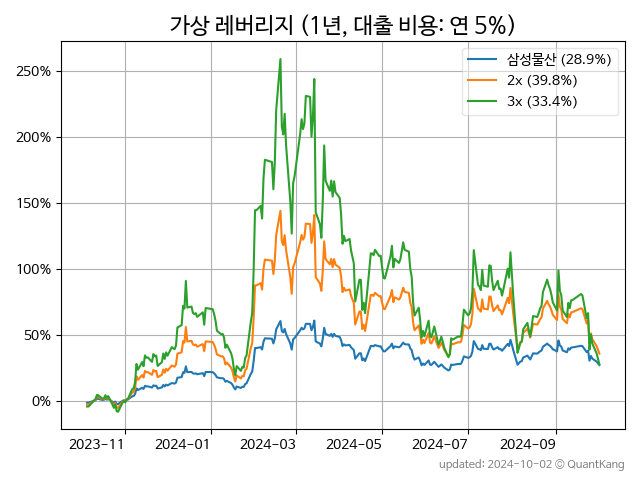 가상 레버리지 (1년, 대출 비용: 연 5%)
삼성물산 (28.9%)
2x (39.8%)
3x (33.4%)
250%
200%
150%
100%
50%
0%
2023-11 2024-01 2024-03 2024-05 2024-07 2024-09
updated: 2024-10-02 © QuantKang